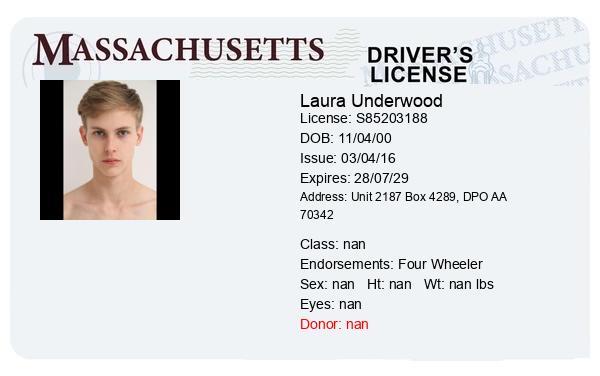 MASSACHUSETTS
DRIVER'S
LICENSE
Laura Underwood
License: S85203188
DOB: 11/04/00
Issue: 03/04/16
Expires: 28/07/29
Address: Unit 2187 Box 4289, DPO AA
70342
Class: nan
Endorsements: Four Wheeler
Sex: nan Ht: nan Wt: nan lbs
Eyes: nan
Donor: nan